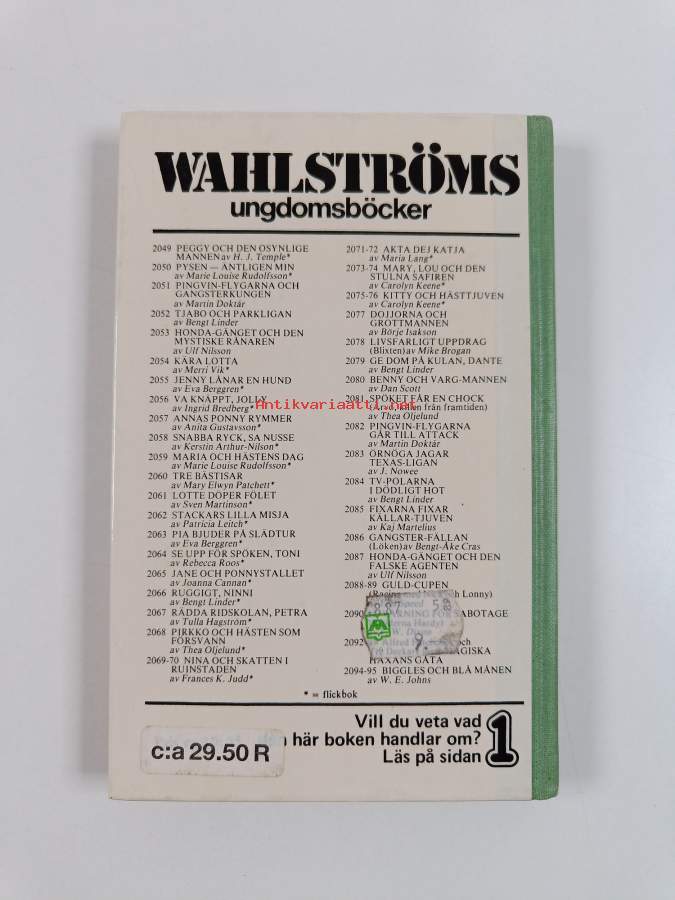 WAHLSTRÖMS
ungdomsböcker
2049 PEGGY OCH DEN OSYNLIGE
MANNEN av H. J. Temple*
2050 PYSEN — ÄNTLIGEN MIN
av Marie Louise Rudolfsson*
2051 PINGVIN-FLYGARNA OCH
GANGSTERKUNGEN
av Martin Doktár
2052 TJABO OCH PARKLIGAN
av Bengt Linder
2053 HONDA-GÄNGET OCH DEN
MYSTISKE RÅNAREN
av Ulf Nilsson
2054 KÄRA LOTTA
av Merri Vik*
2055 JENNY LÅNAR EN HUND
av Eva Berggren*
2056 VA KNÄPPT, JOLLY
av Ingrid Bredberg*
2057 ANNAS PONNY RYMMER
av Anita Gustavsson*
2058 SNABBA RYCK, SA NUSSE
av Kerstin Arthur-Nilson*
2059 MARIA OCH HÄSTENS DAG
av Marie Louise Rudolfsson*
2060 TRE BÄSTISAR
av Mary Elwyn Patchett*
2061 LOTTE DÖPER FÖLET
av Sven Martinson*
2062 STACKARS LILLA MISJA
av Patricia Leitch*
2063 PIA BJUDER PÅ SLÄDTUR
av Eva Berggren*
2064 SE UPP FÖR SPÖKEN, TONI
av Rebecca Roos*
2065 JANE OCH PONNYSTALLET
av Joanna Cannan*
2066 RUGGIGT, NINNI
av Bengt Linder*
2067 RÄDDA RIDSKOLAN, PETRA
av Tulla Hagström*
2068 PIRKKO OCH HÄSTEN SOM
FÖRSVANN
av Thea Oljelund*
2069-70 NINA OCH SKATTEN I
RUINSTADEN
av Frances K. Judd*
2071-72 AKTA DEJ KATJA
av Maria Lang*
2073-74 MARY, LOU OCH DEN
STULNA SAFIREN
av Carolyn Keene*
2075-76 KITTY OCH HÄSTTJUVEN
av Carolyn Keene*
2077 DOJJORNA OCH
GROTTMANNEN
av Börje Isakson
2078 LIVSFARLIGT UPPDRAG
(Blixten) av Mike Brogan
2079 GE DOM PÅ KULAN, DANTE
av Bengt Linder
2080 BENNY OCH VARG-MANNEN
av Dan Scott
2081 SPÖKET FÅR EN CHOCK
(Arvid, killen från framtiden)
av Thea Oljelund
2082 PINGVIN-FLYGARNA
GÅR TILL ATTACK
av Martin Doktár
2083 ÖRNÖGA JAGAR
TEXAS-LIGAN
av J. Nowee
2084 TV-POLARNA
I DÖDLIGT HOT
av Bengt Linder
2085 FIXARNA FIXAR
KÄLLAR-TJUVEN
av Kaj Martelius
2086 GANGSTER-FÄLLAN
(Löken) av Bengt-Åke Cras
2087 HONDA-GÄNGET OCH DEN
FALSKE AGENTEN
av Ulf Nilsson
2088-89 GULD-CUPEN
Lonny)
2090
SABOTAGE
Hardy)
2092
HÄXANS GÅTA
2094-95 BIGGLES OCH BLÅ MÅNEN
av W. E. Johns
* = flickbok
Vill du veta vad
här boken handlar om?
Läs på sidan
1
c:a 29.50 R
Antikvariaatti.net